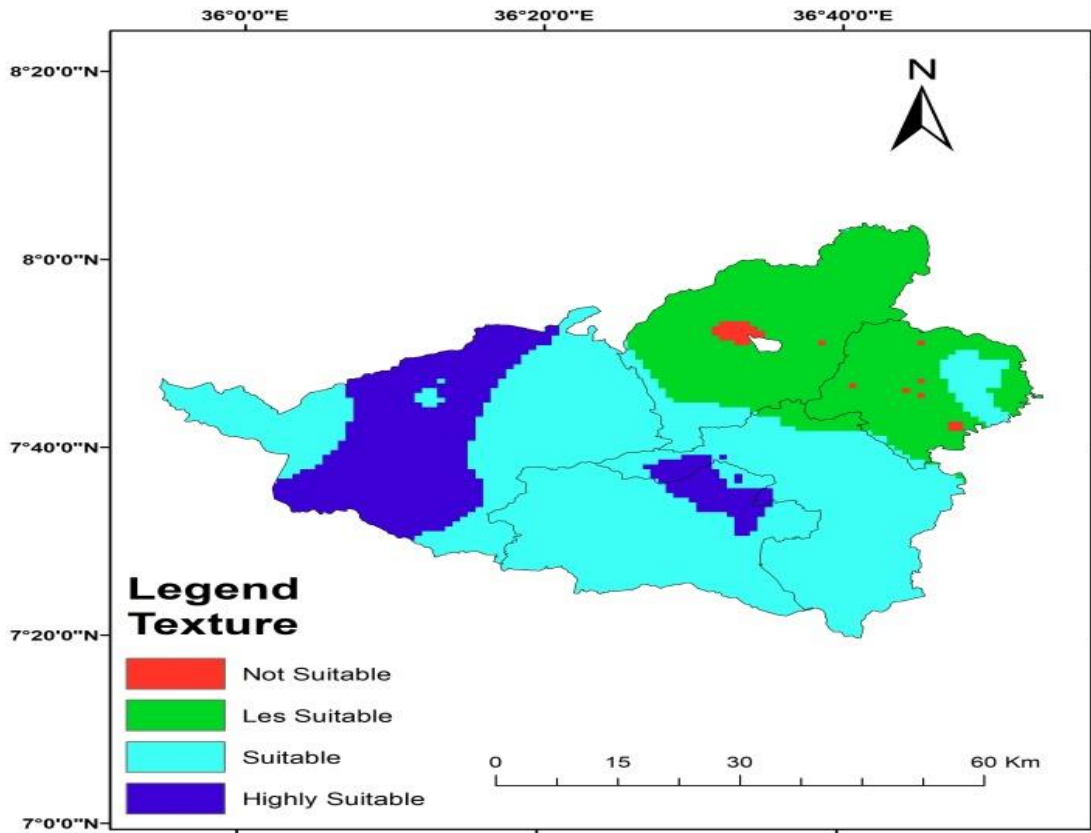 36°0'0"E 36°20'0"E 36°40'0"E
8°20'0"N
N
8°0'0"N
7°40'0"N
7°20'0"N
7°0'0"N
Legend
Texture
Not Suitable
Les Suitable
Suitable
Highly Suitable
0 15 30 60 Km